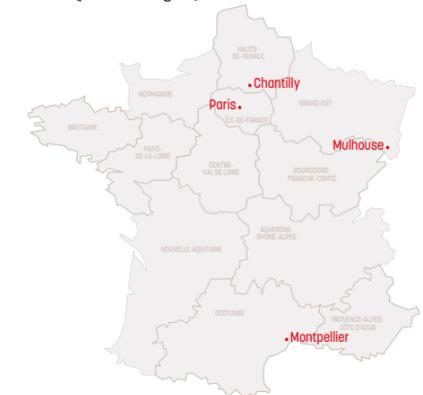 HAUTS-
DE-FRANCE
Chantilly
NORMANDIE
Paris
GRAND-EST
ÎLE-DE-FRANCE
BRETAGNE
Mulhouse
PAYS-
DE-LA-LOIRE
CENTRE-
VAL DE LOIRE
BOURGOGNE-
FRANCHE-COMTÉ
AUVERGNE-
RHÔNE-ALPES
NOUVELLE-AQUITAINE
OCCITANIE
PROVENCE-ALPES-
CÔTE D'AZUR
Montpellier